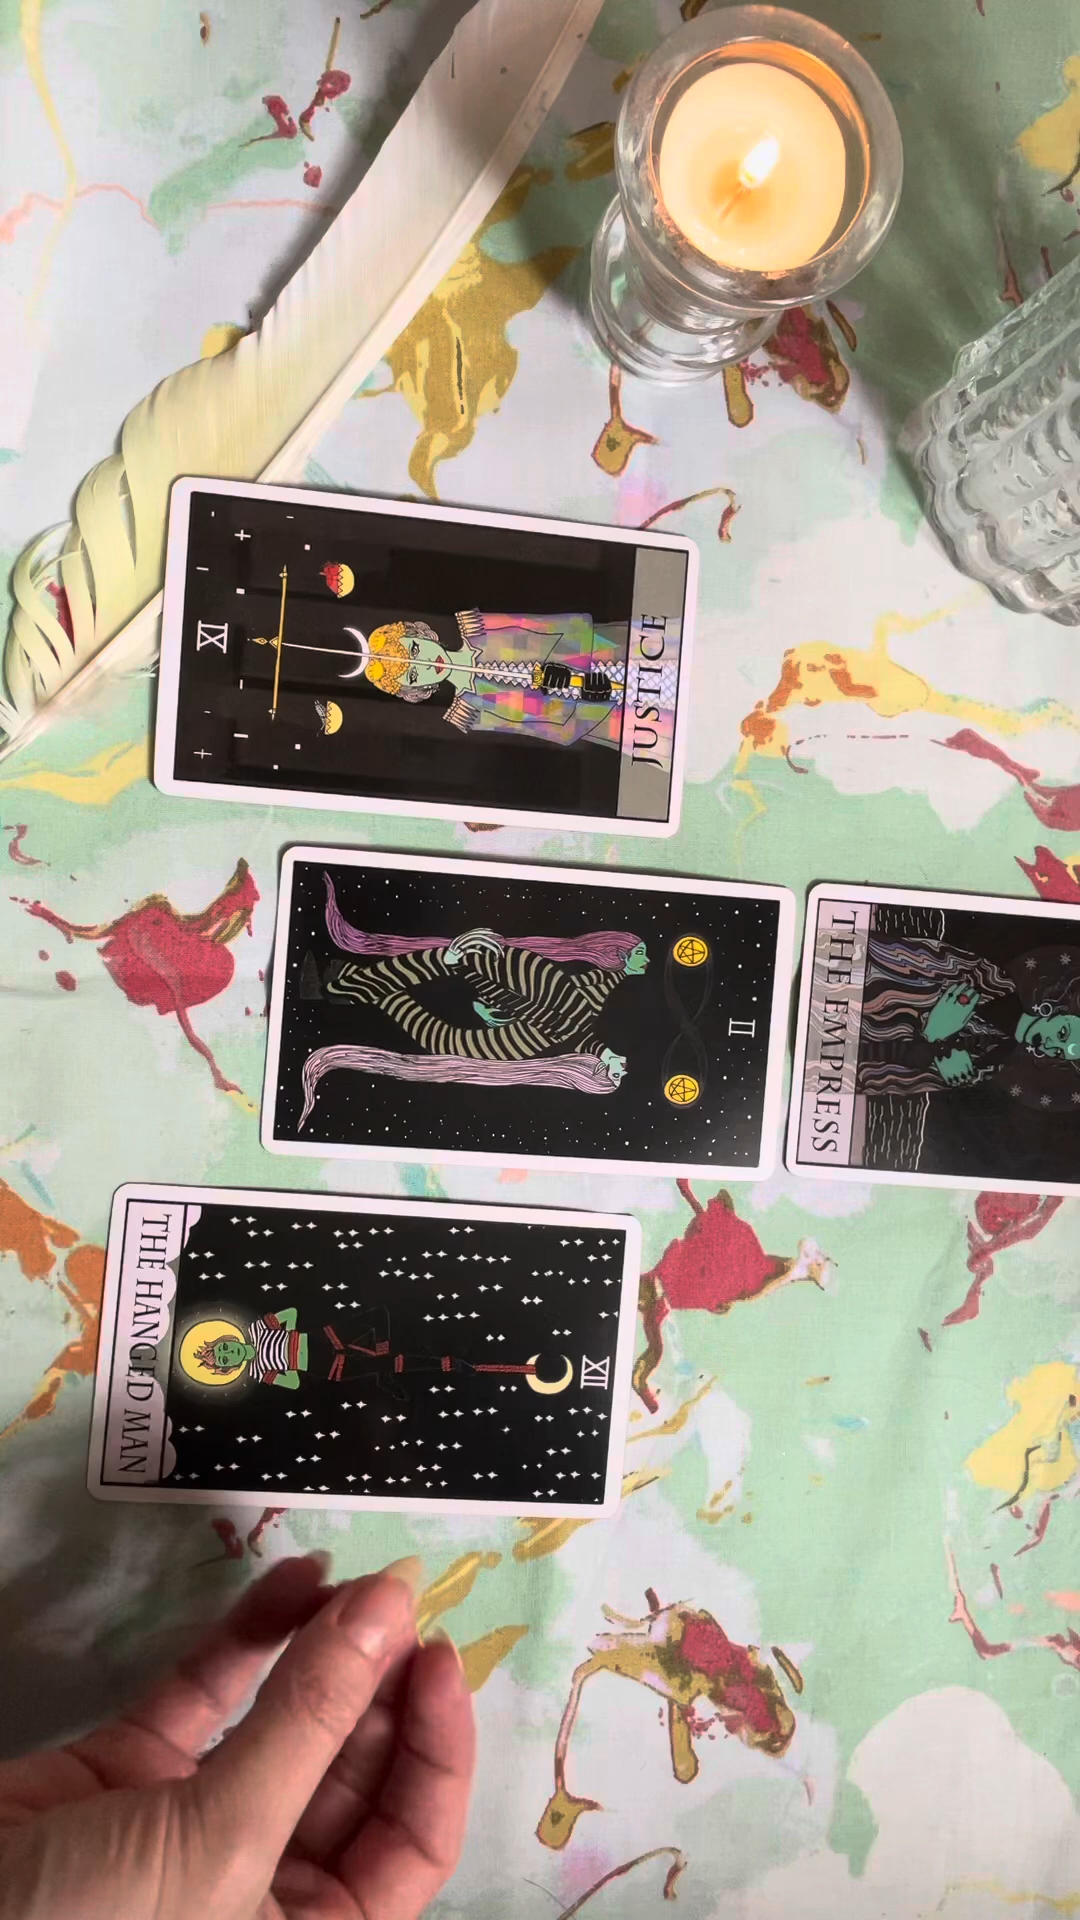 XI
JUSTICE
II
THE EMPRESS
XII
THE HANGED MAN